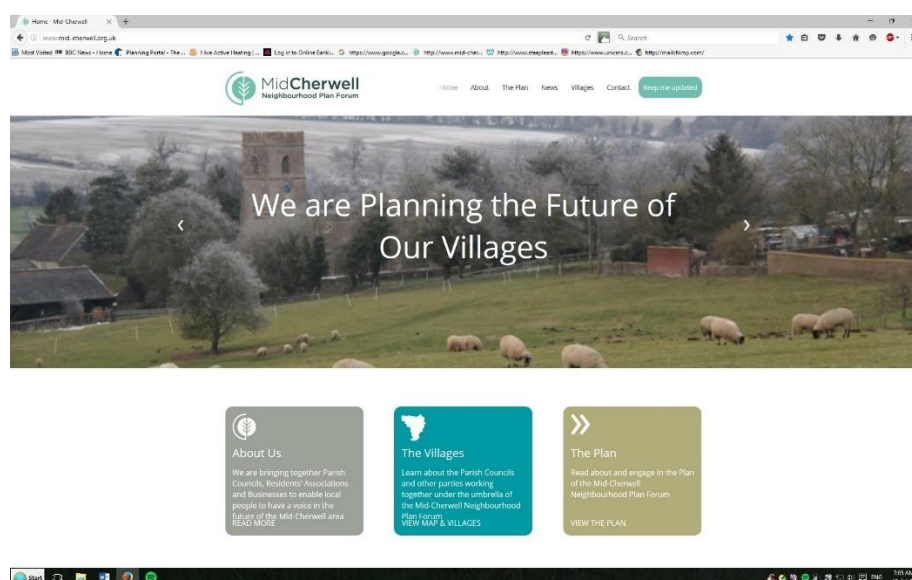 Home - Mid Cherwell
www.mid-cherwell.org.uk
Search
Most Visited BBC News - Home Planning Portal - The ... Hive Active Heating | ... Log in to Online Banki... https://www.google.c... http://www.mid-cher... http://www.steepleast... https://www.unicms.c... http://mailchimp.com/
MidCherwell
Neighbourhood Plan Forum
Home About The Plan News Villages Contact Keep me updated
We are Planning the Future of
Our Villages
About Us
We are bringing together Parish
Councils, Residents' Associations
and Businesses to enable local
people to have a voice in the
future of the Mid-Cherwell area
READ MORE
The Villages
Learn about the Parish Councils
and other parties working
together under the umbrella of
the Mid-Cherwell Neighbourhood
Plan Forum
VIEW MAP & VILLAGES
The Plan
Read about and engage in the Plan
of the Mid-Cherwell
Neighbourhood Plan Forum
VIEW THE PLAN
Start
ENG
2:05 AM